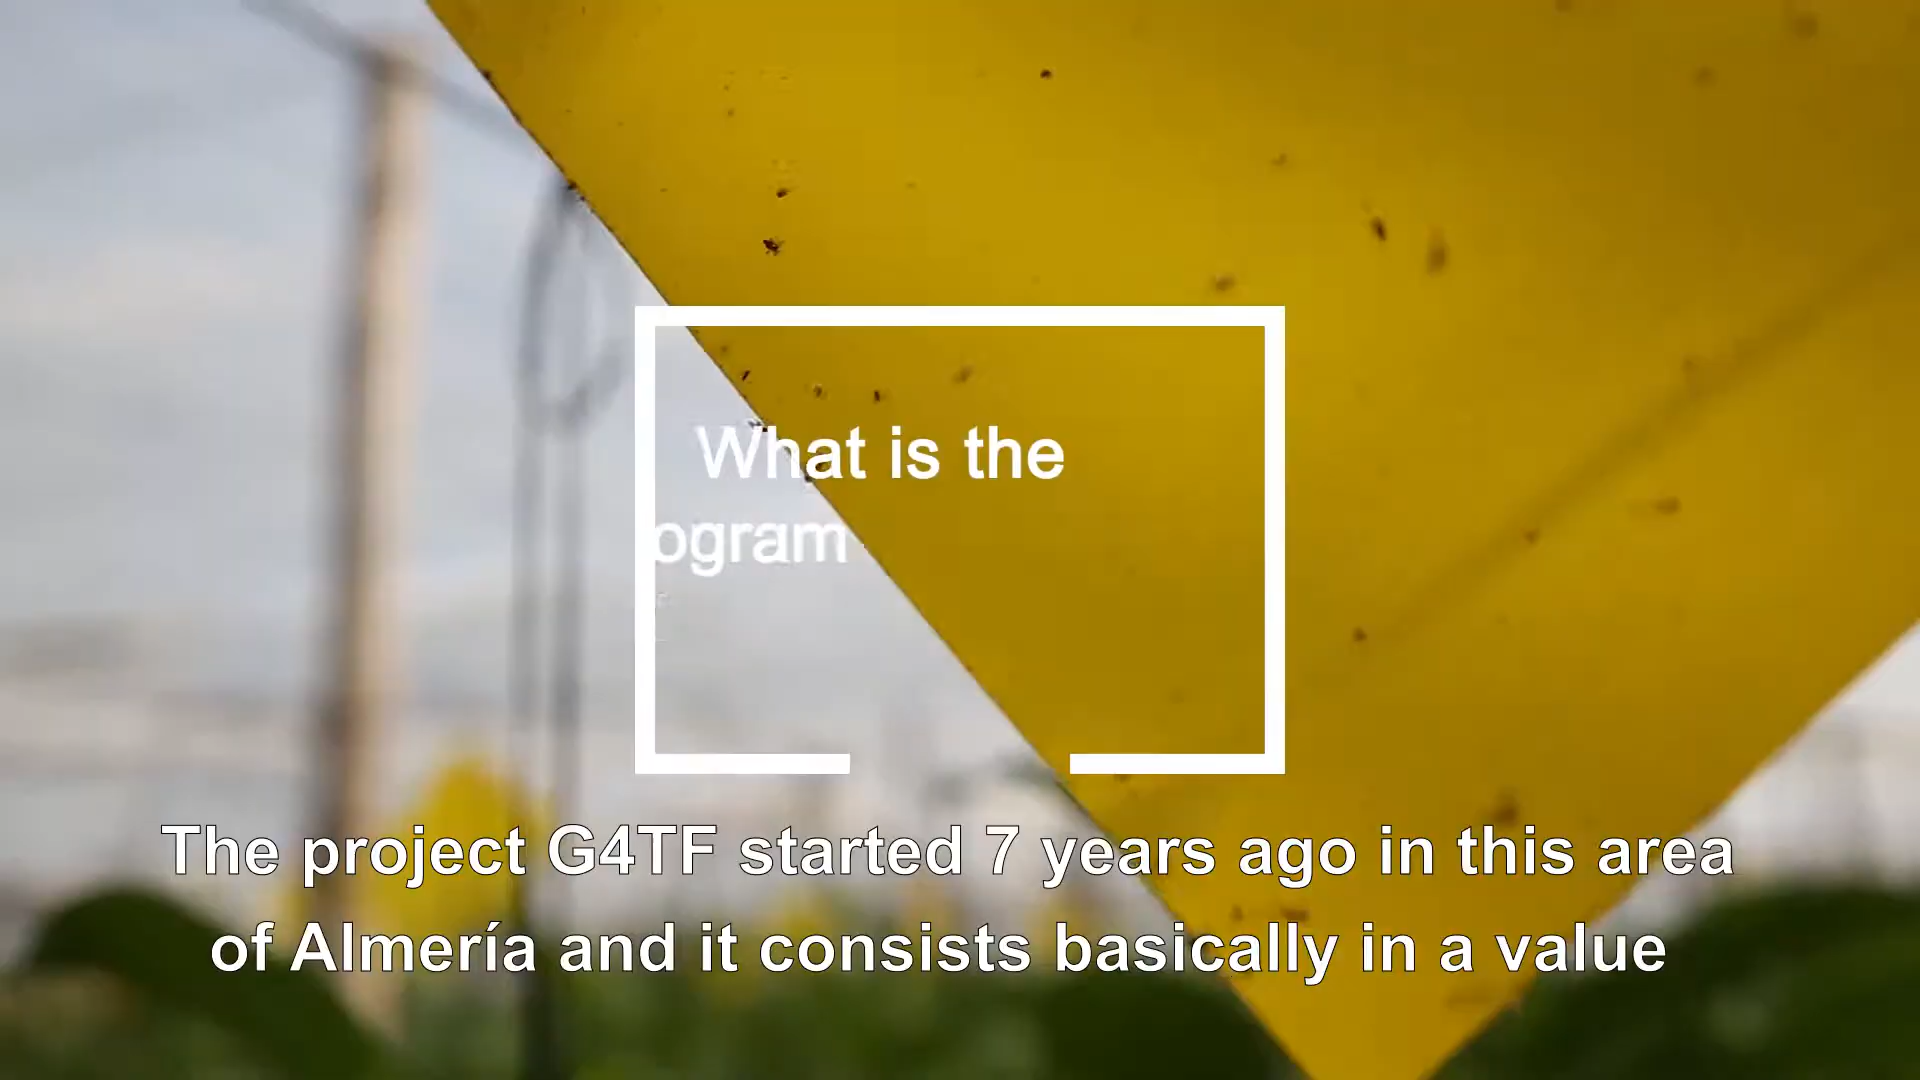 What is the
ogram
The project G4TF started 7 years ago in this area
of Almería and it consists basically in a value